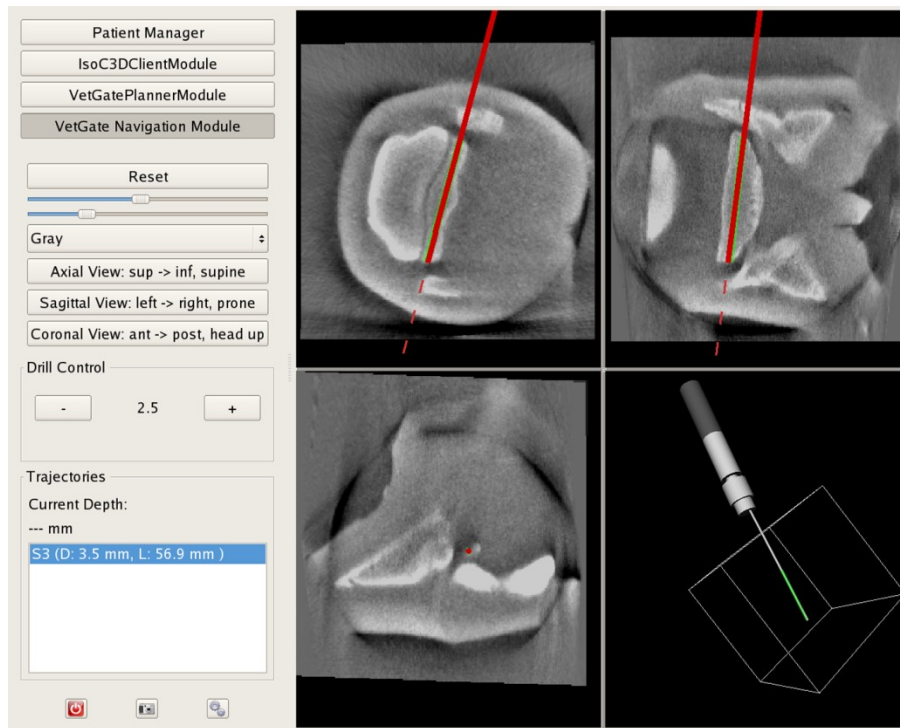 Patient Manager
IsoC3DClientModule
VetGatePlannerModule
VetGate Navigation Module
Reset
Gray
Axial View: sup -> inf, supine
Sagittal View: left -> right, prone
Coronal View: ant -> post, head up
Drill Control
- 2.5 +
Trajectories
Current Depth:
--- mm
S3 (D: 3.5 mm, L: 56.9 mm )